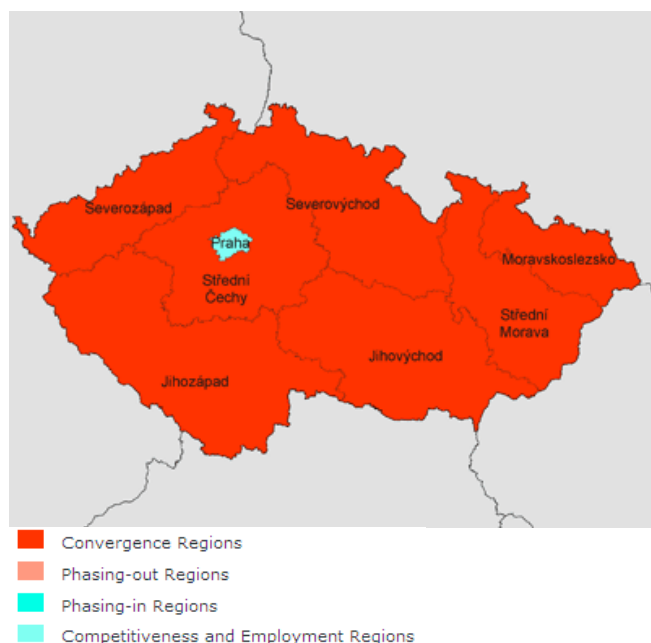 Severozápad
Severovýchod
Praha
Moravskoslezsko
Střední
Čechy
Střední
Morava
Jihovýchod
Jihozápad
Convergence Regions
Phasing-out Regions
Phasing-in Regions
Competitiveness and Employment Regions